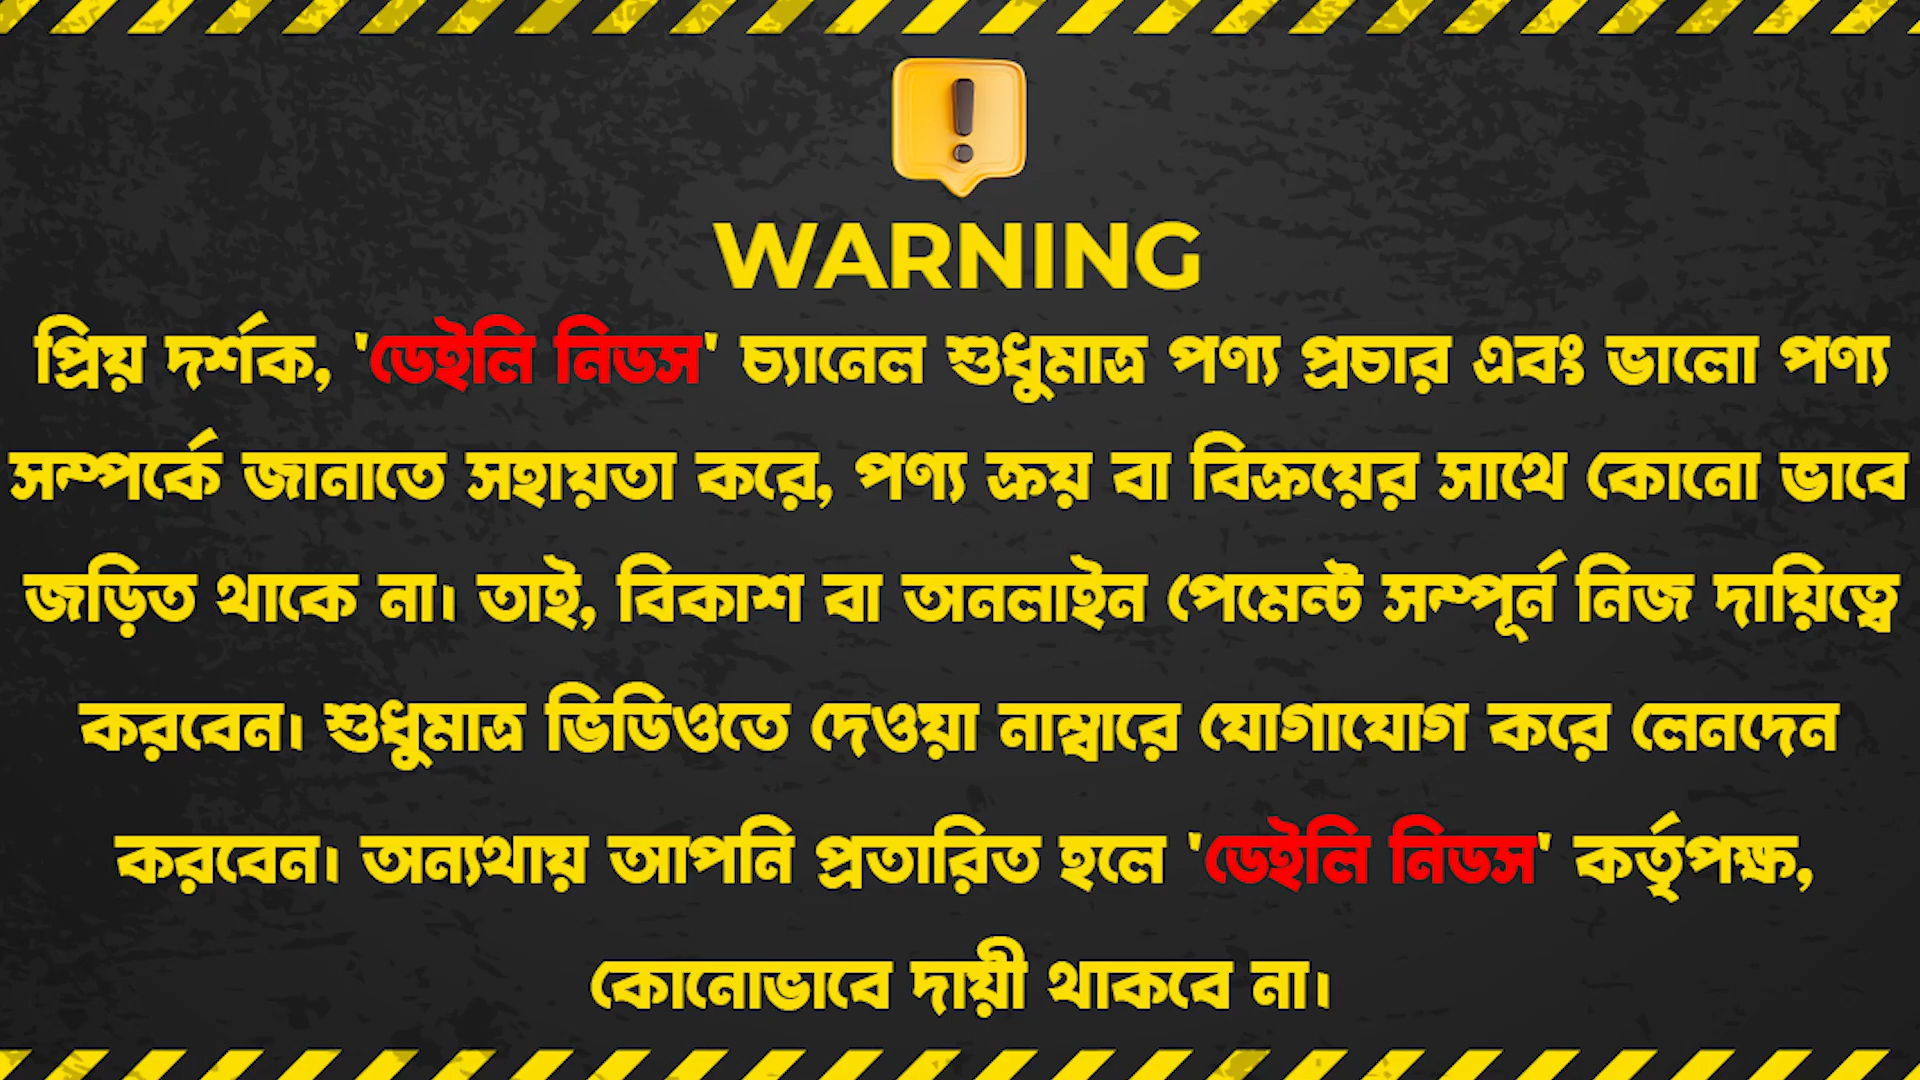 WARNING
প্রিয় দর্শক, 'ডেইলি নিডস' চ্যানেল শুধুমাত্র পণ্য প্রচার এবং ভালো পণ্য
সম্পর্কে জানাতে সহায়তা করে, পণ্য ক্রয় বা বিক্রয়ের সাথে কোনো ভাবে
জড়িত থাকে না। তাই, বিকাশ বা অনলাইন পেমেন্ট সম্পূর্ন নিজ দায়িত্বে
করবেন। শুধুমাত্র ভিডিওতে দেওয়া নাম্বারে যোগাযোগ করে লেনদেন
করবেন। অন্যথায় আপনি প্রতারিত হলে 'ডেইলি নিডস' কর্তৃপক্ষ,
কোনোভাবে দায়ী থাকবে না।